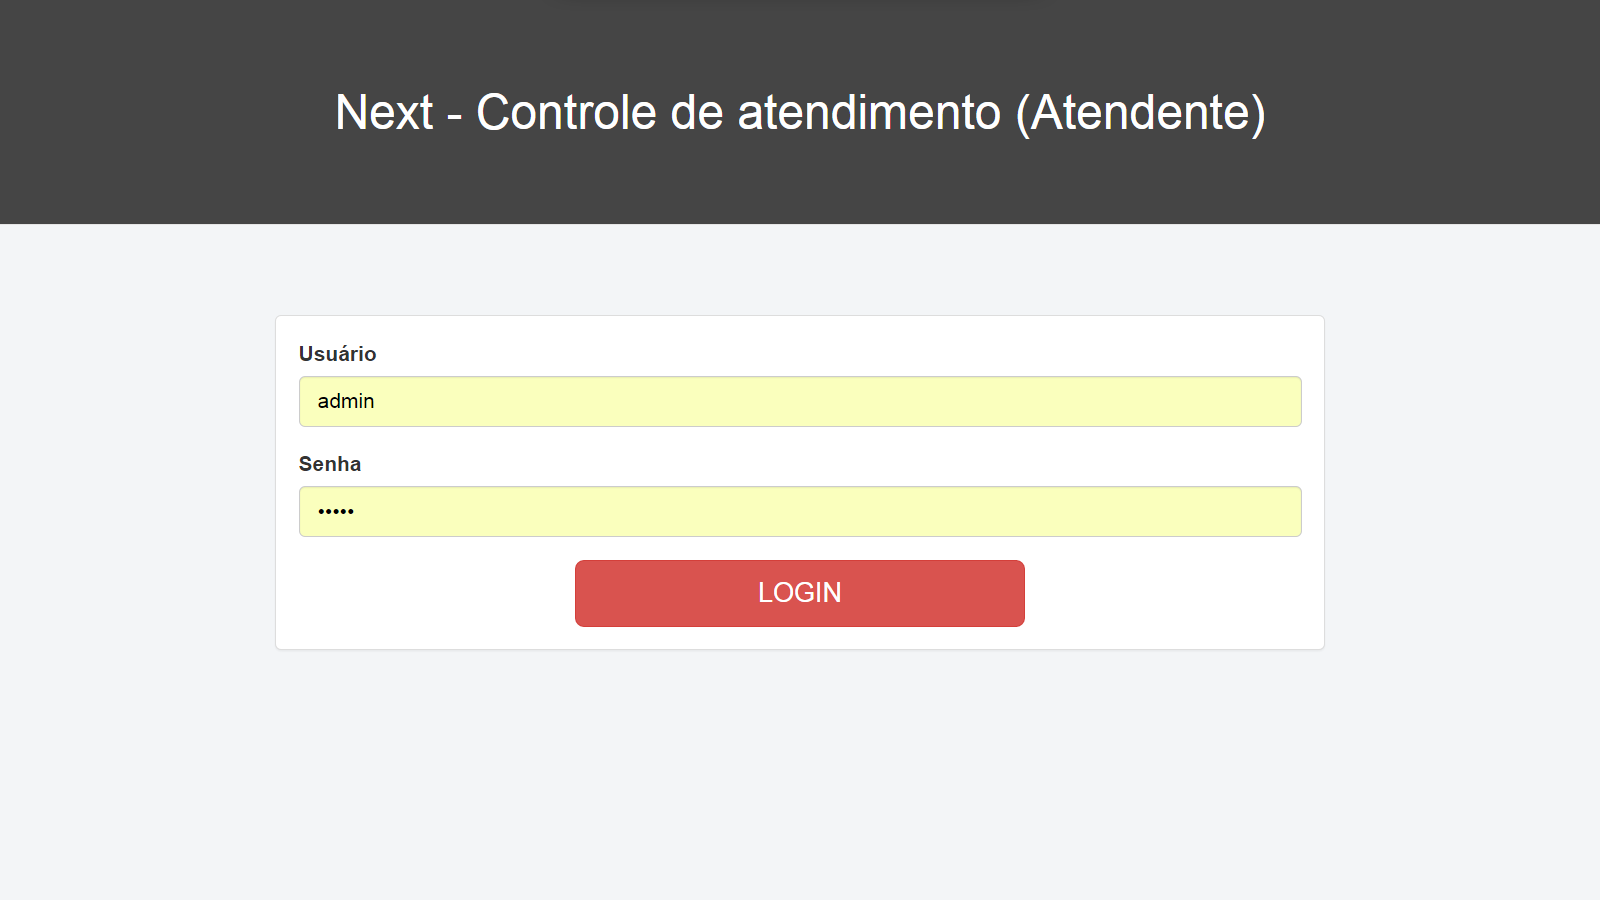 Next - Controle de atendimento (Atendente)
Usuário
admin
Senha
•••••
LOGIN